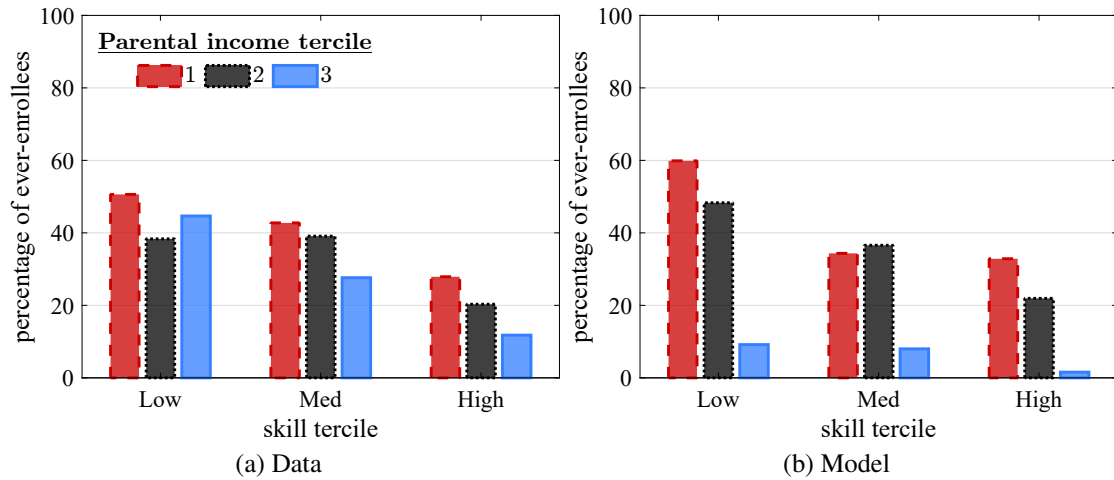 Parental income tercile
1 2 3
percentage of ever-enrollees
100
80
60
40
20
0
Low Med High
skill tercile
(a) Data
percentage of ever-enrollees
100
80
60
40
20
0
Low Med High
skill tercile
(b) Model